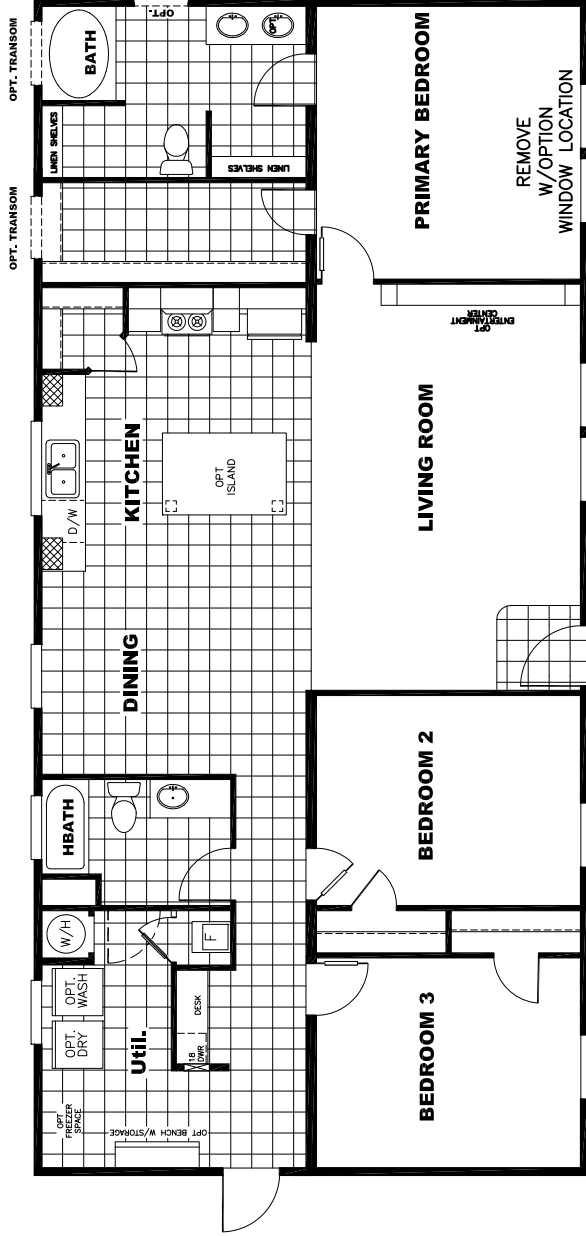 OPT. TRANSOM
OPT. TRANSOM
BATH
OPT.
OPT.
LINEN SHELVES
LINEN SHELVES
PRIMARY BEDROOM
REMOVE
W/OPTION
WINDOW LOCATION
KITCHEN
D/W
OPT
ISLAND
OPT
ENTERTAINMENT
CENTER
LIVING ROOM
DINING
HBATH
BEDROOM 2
W/H
F
OPT.
WASH
OPT.
DRY
Util.
DESK
18
DWR
OPT
FREEZER
SPACE
OPT BENCH W/STORAGE
BEDROOM 3